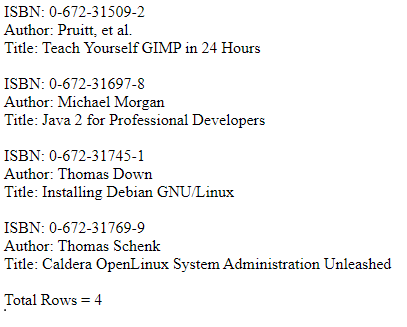 ISBN: 0-672-31509-2
Author: Pruitt, et al.
Title: Teach Yourself GIMP in 24 Hours
ISBN: 0-672-31697-8
Author: Michael Morgan
Title: Java 2 for Professional Developers
ISBN: 0-672-31745-1
Author: Thomas Down
Title: Installing Debian GNU/Linux
ISBN: 0-672-31769-9
Author: Thomas Schenk
Title: Caldera OpenLinux System Administration Unleashed
Total Rows = 4